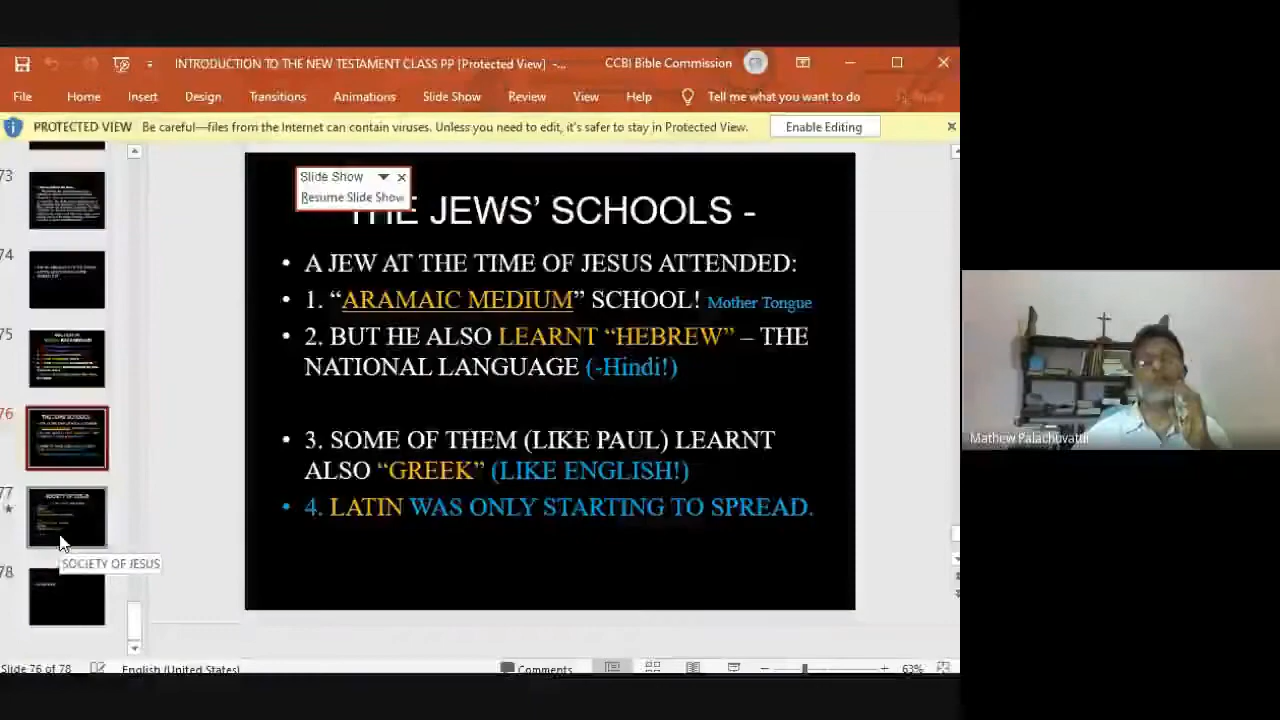 INTRODUCTION TO THE NEW TESTAMENT CLASS PP [Protected View] -... CCBI Bible Commission
File Home Insert Design Transitions Animations Slide Show Review View Help Tell me what you want to do
PROTECTED VIEW Be careful—files from the Internet can contain viruses. Unless you need to edit, it's safer to stay in Protected View. Enable Editing
Slide Show
Resume Slide Show
THE JEWS' SCHOOLS -
• A JEW AT THE TIME OF JESUS ATTENDED:
• 1. “ARAMAIC MEDIUM” SCHOOL! Mother Tongue
• 2. BUT HE ALSO LEARNT “HEBREW” – THE
NATIONAL LANGUAGE (-Hindi!)
• 3. SOME OF THEM (LIKE PAUL) LEARNT
ALSO “GREEK” (LIKE ENGLISH!)
• 4. LATIN WAS ONLY STARTING TO SPREAD.
73
74
75
76
77
SOCIETY OF JESUS
78
Mathew Palachuvattil
Slide 76 of 78 English (United States) Comments 63%